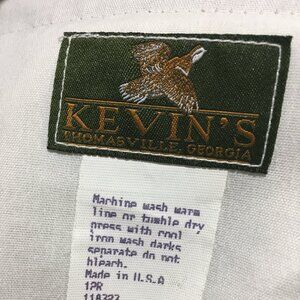 KEVIN'S
THOMASVILLE, GEORGIA
Machine wash warm
line or tumble dry
press with cool
iron wash darks
separate do not
bleach.
Made in U.S.A
12R
11A327